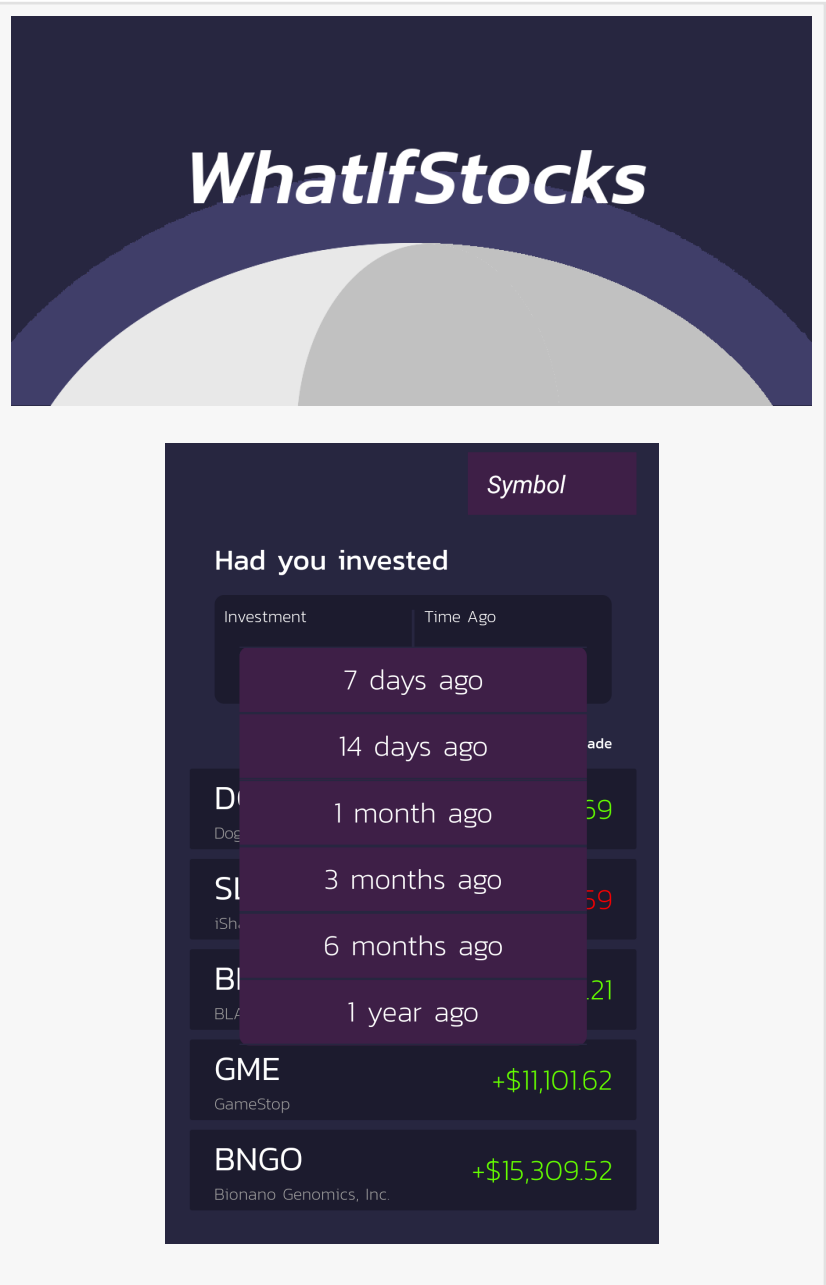 WhatIfStocks
Symbol
Had you invested
Investment
Time Ago
7 days ago
14 days ago
1 month ago
3 months ago
6 months ago
1 year ago
GME
+$11,101.62
GameStop
BNGO
+$15,309.52
Bionano Genomics, Inc.